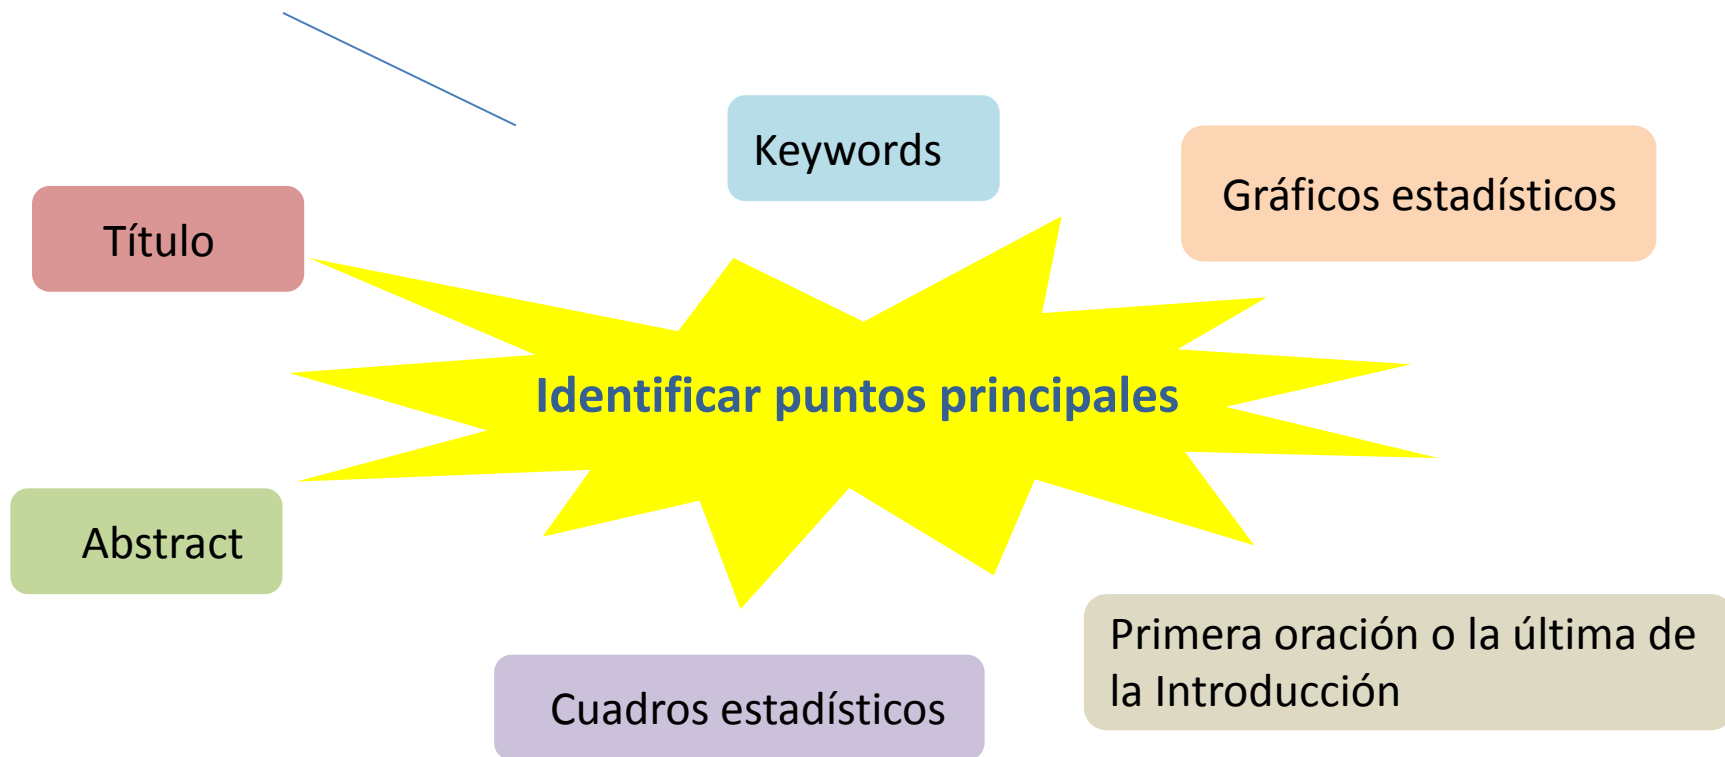 Keywords
Gráficos estadísticos
Título
Identificar puntos principales
Abstract
Primera oración o la última de
la Introducción
Cuadros estadísticos